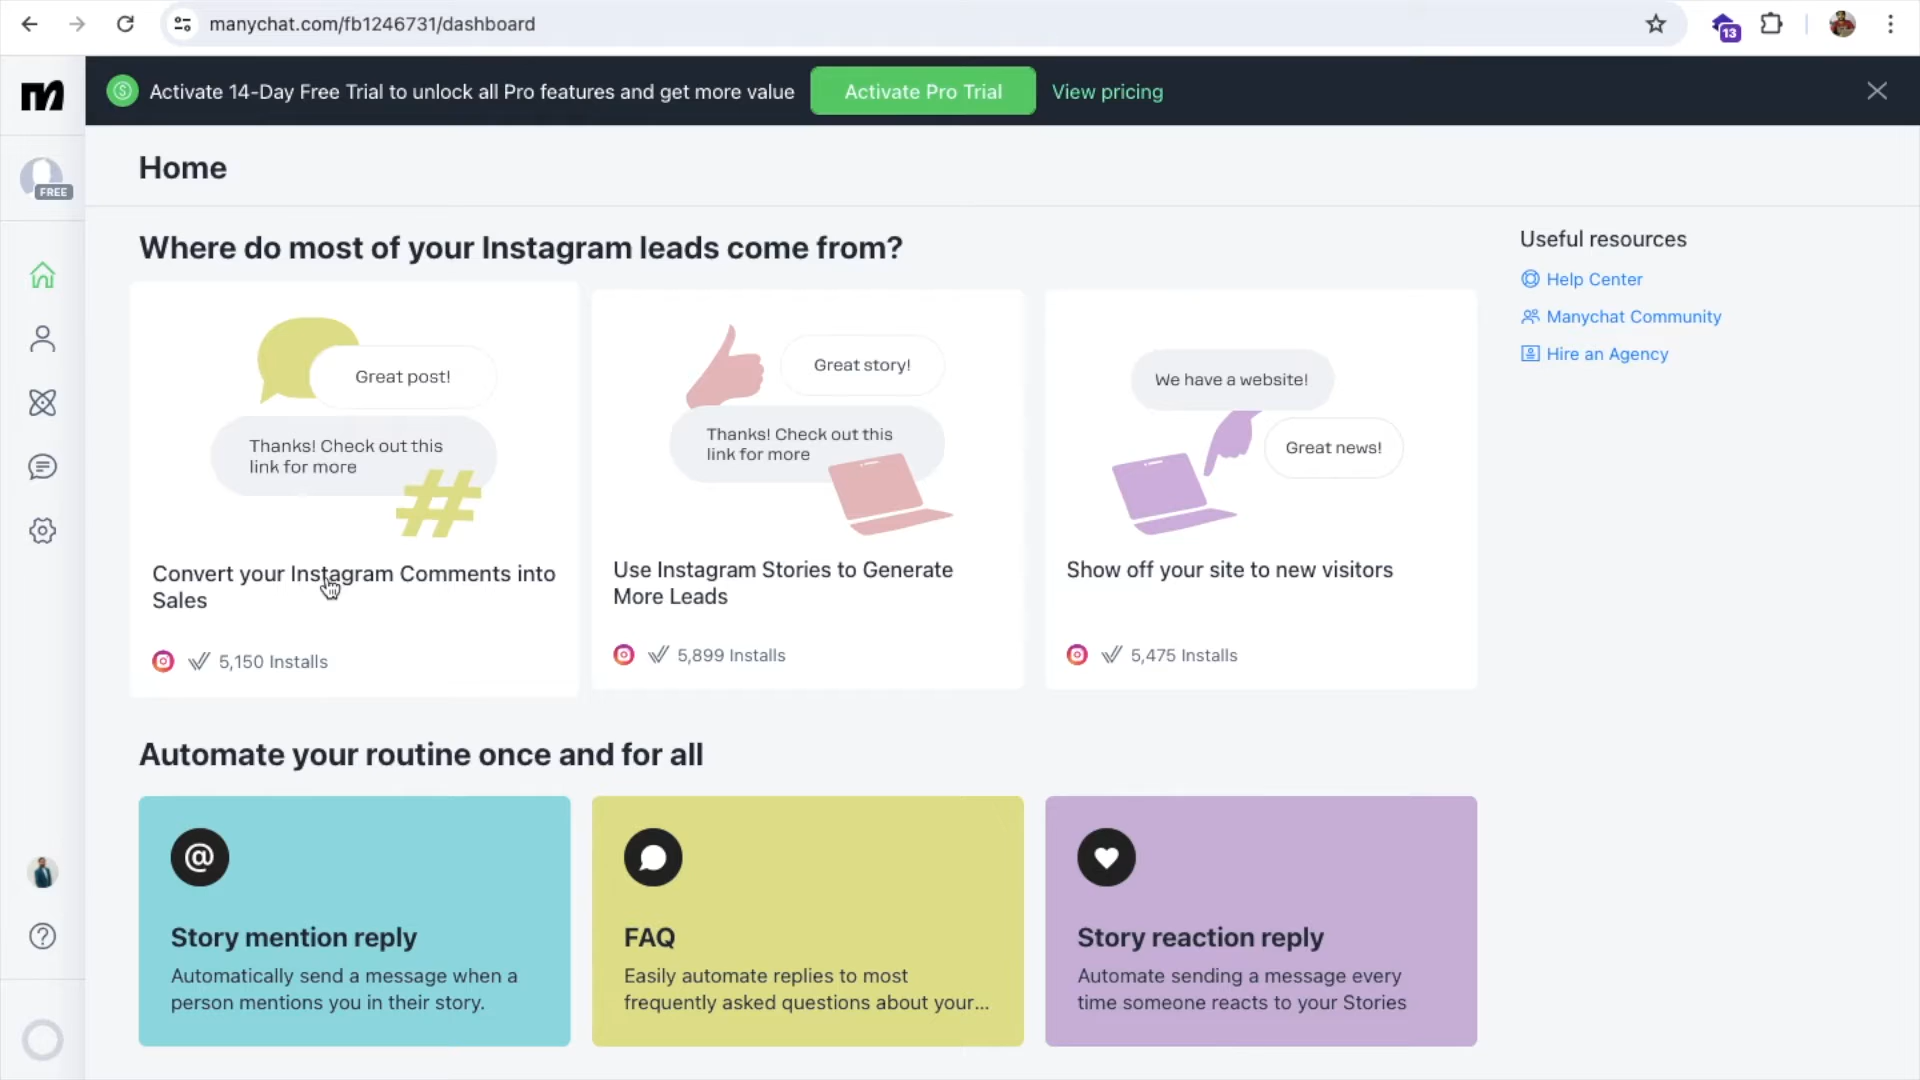 manychat.com/fb1246731/dashboard
13
Activate 14-Day Free Trial to unlock all Pro features and get more value
Activate Pro Trial
View pricing
FREE
Home
Where do most of your Instagram leads come from?
Useful resources
Help Center
Manychat Community
Hire an Agency
Great post!
Thanks! Check out this
link for more
#
Convert your Instagram Comments into
Sales
5,150 Installs
Great story!
Thanks! Check out this
link for more
Use Instagram Stories to Generate
More Leads
5,899 Installs
We have a website!
Great news!
Show off your site to new visitors
5,475 Installs
Automate your routine once and for all
@
Story mention reply
Automatically send a message when a
person mentions you in their story.
FAQ
Easily automate replies to most
frequently asked questions about your...
Story reaction reply
Automate sending a message every
time someone reacts to your Stories